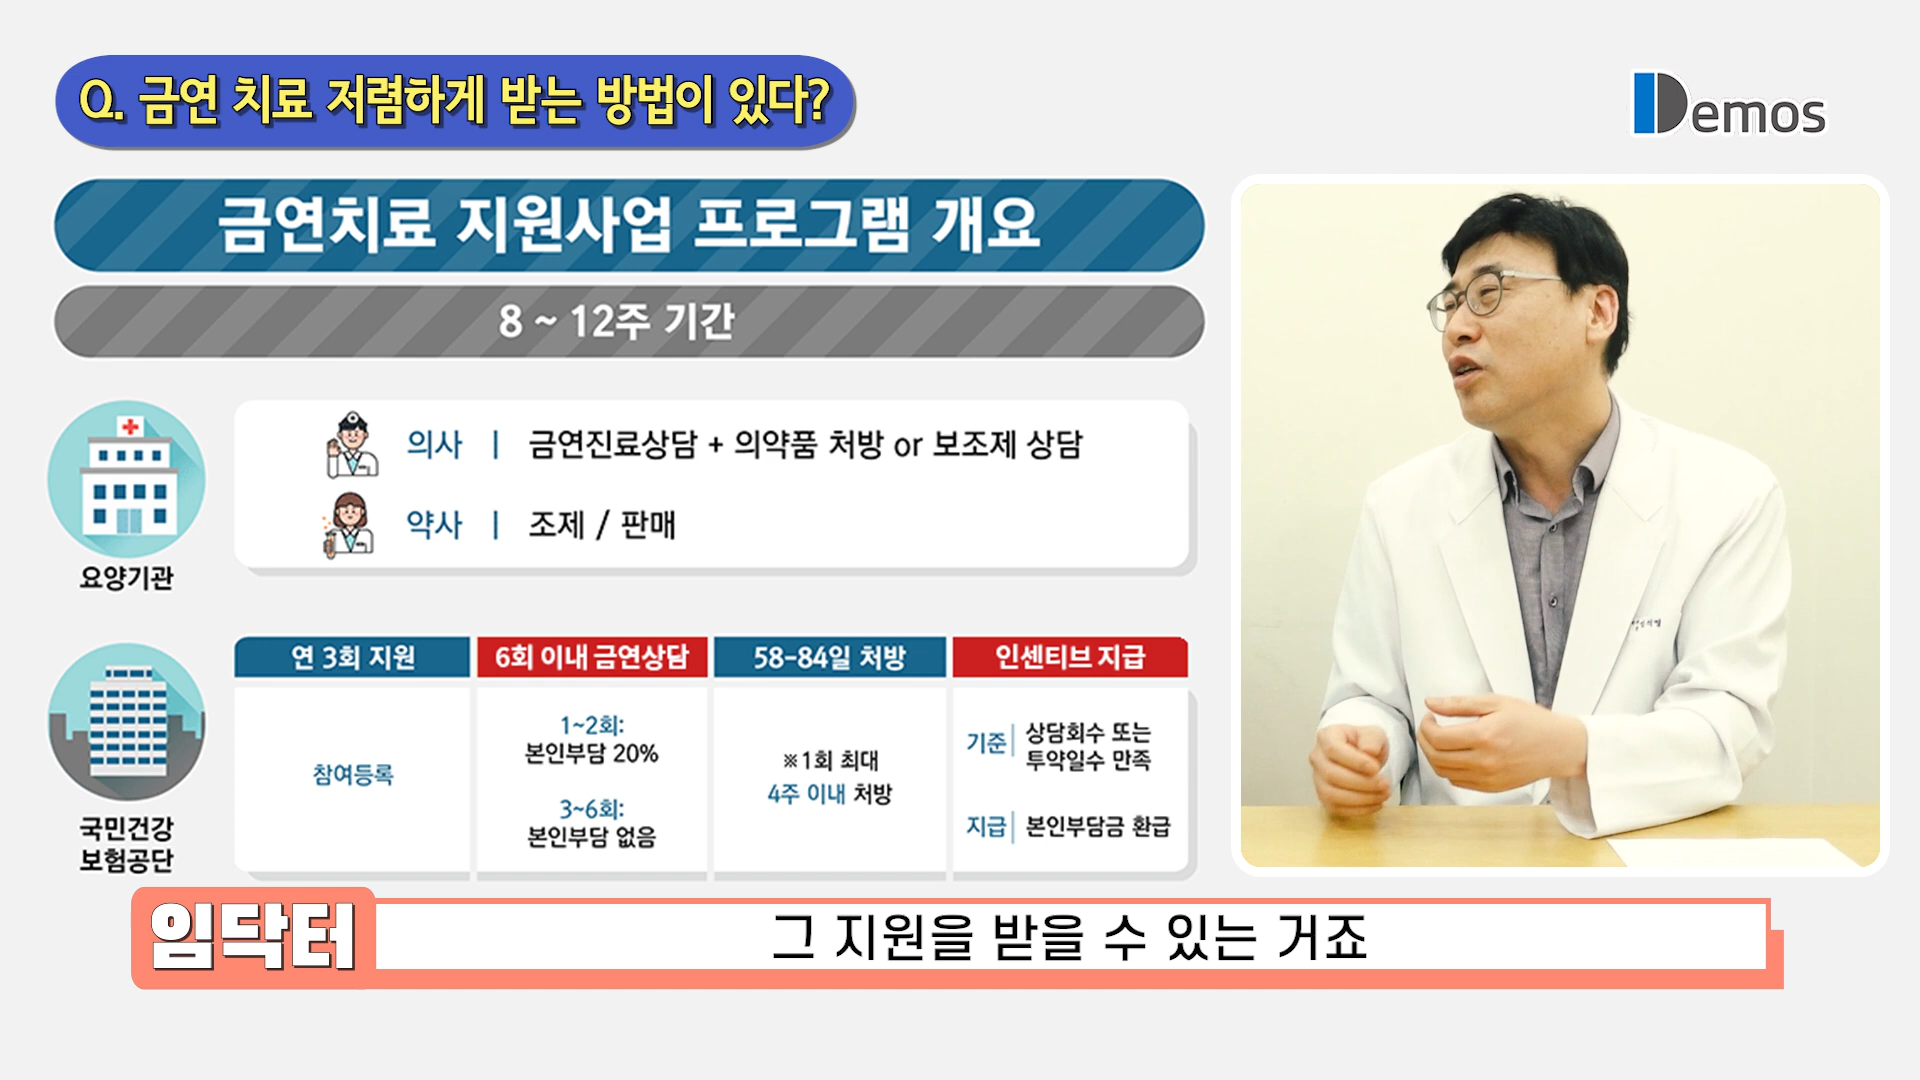 Q. 금연 치료 저렴하게 받는 방법이 있다?
Demos
금연치료 지원사업 프로그램 개요
8 ~ 12주 기간
의사 | 금연진료상담 + 의약품 처방 or 보조제 상담
약사 | 조제 / 판매
요양기관
연 3회 지원
참여등록
6회 이내 금연상담
1~2회:
본인부담 20%
3~6회:
본인부담 없음
58-84일 처방
※1회 최대
4주 이내 처방
인센티브 지급
기준 | 상담회수 또는
투약일수 만족
지급 | 본인부담금 환급
국민건강
보험공단
임닥터
그 지원을 받을 수 있는 거죠